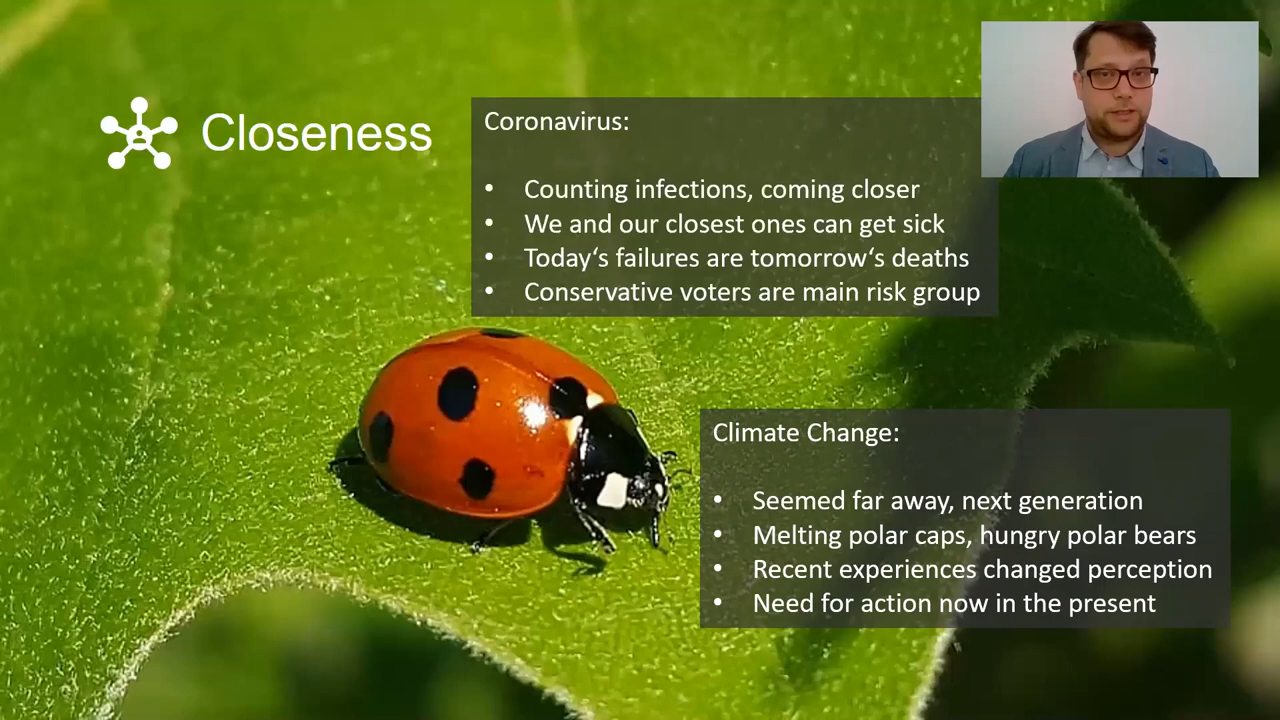 Closeness
Coronavirus:
• Counting infections, coming closer
• We and our closest ones can get sick
• Today‘s failures are tomorrow‘s deaths
• Conservative voters are main risk group
Climate Change:
• Seemed far away, next generation
• Melting polar caps, hungry polar bears
• Recent experiences changed perception
• Need for action now in the present